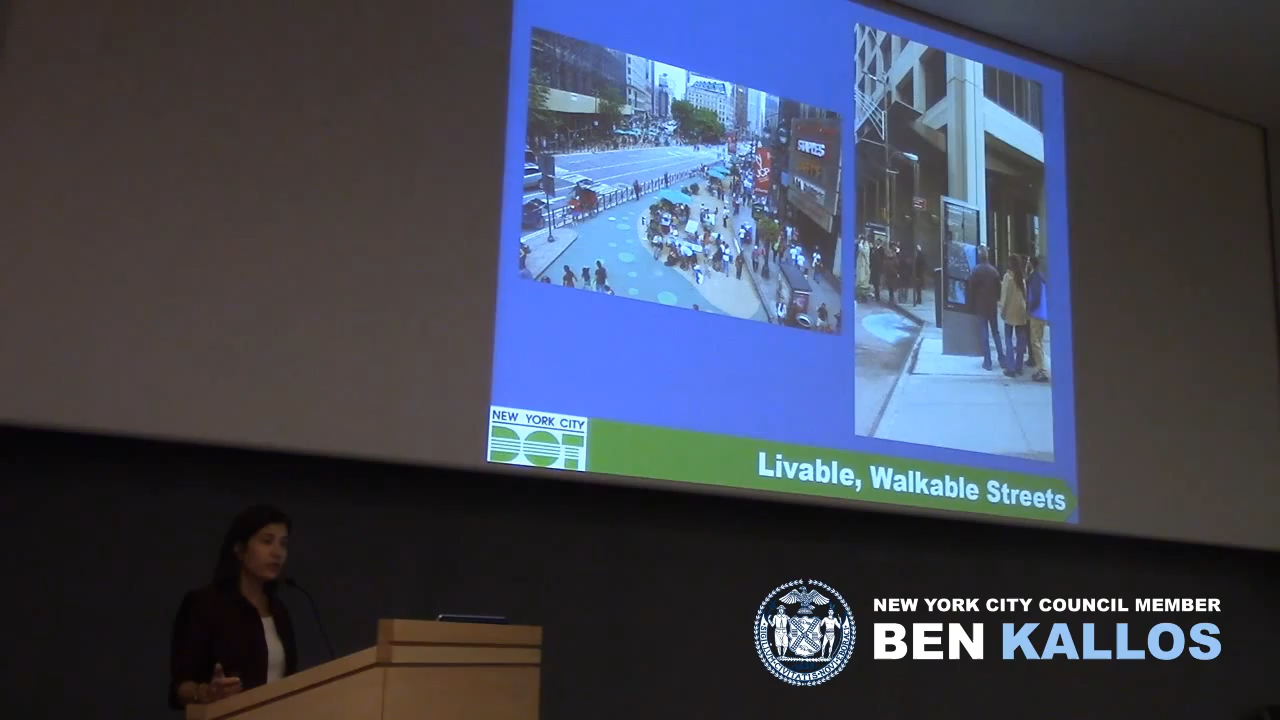 STAPLES
NEW YORK CITY
DOT
Livable, Walkable Streets
NEW YORK CITY COUNCIL MEMBER
BEN KALLOS